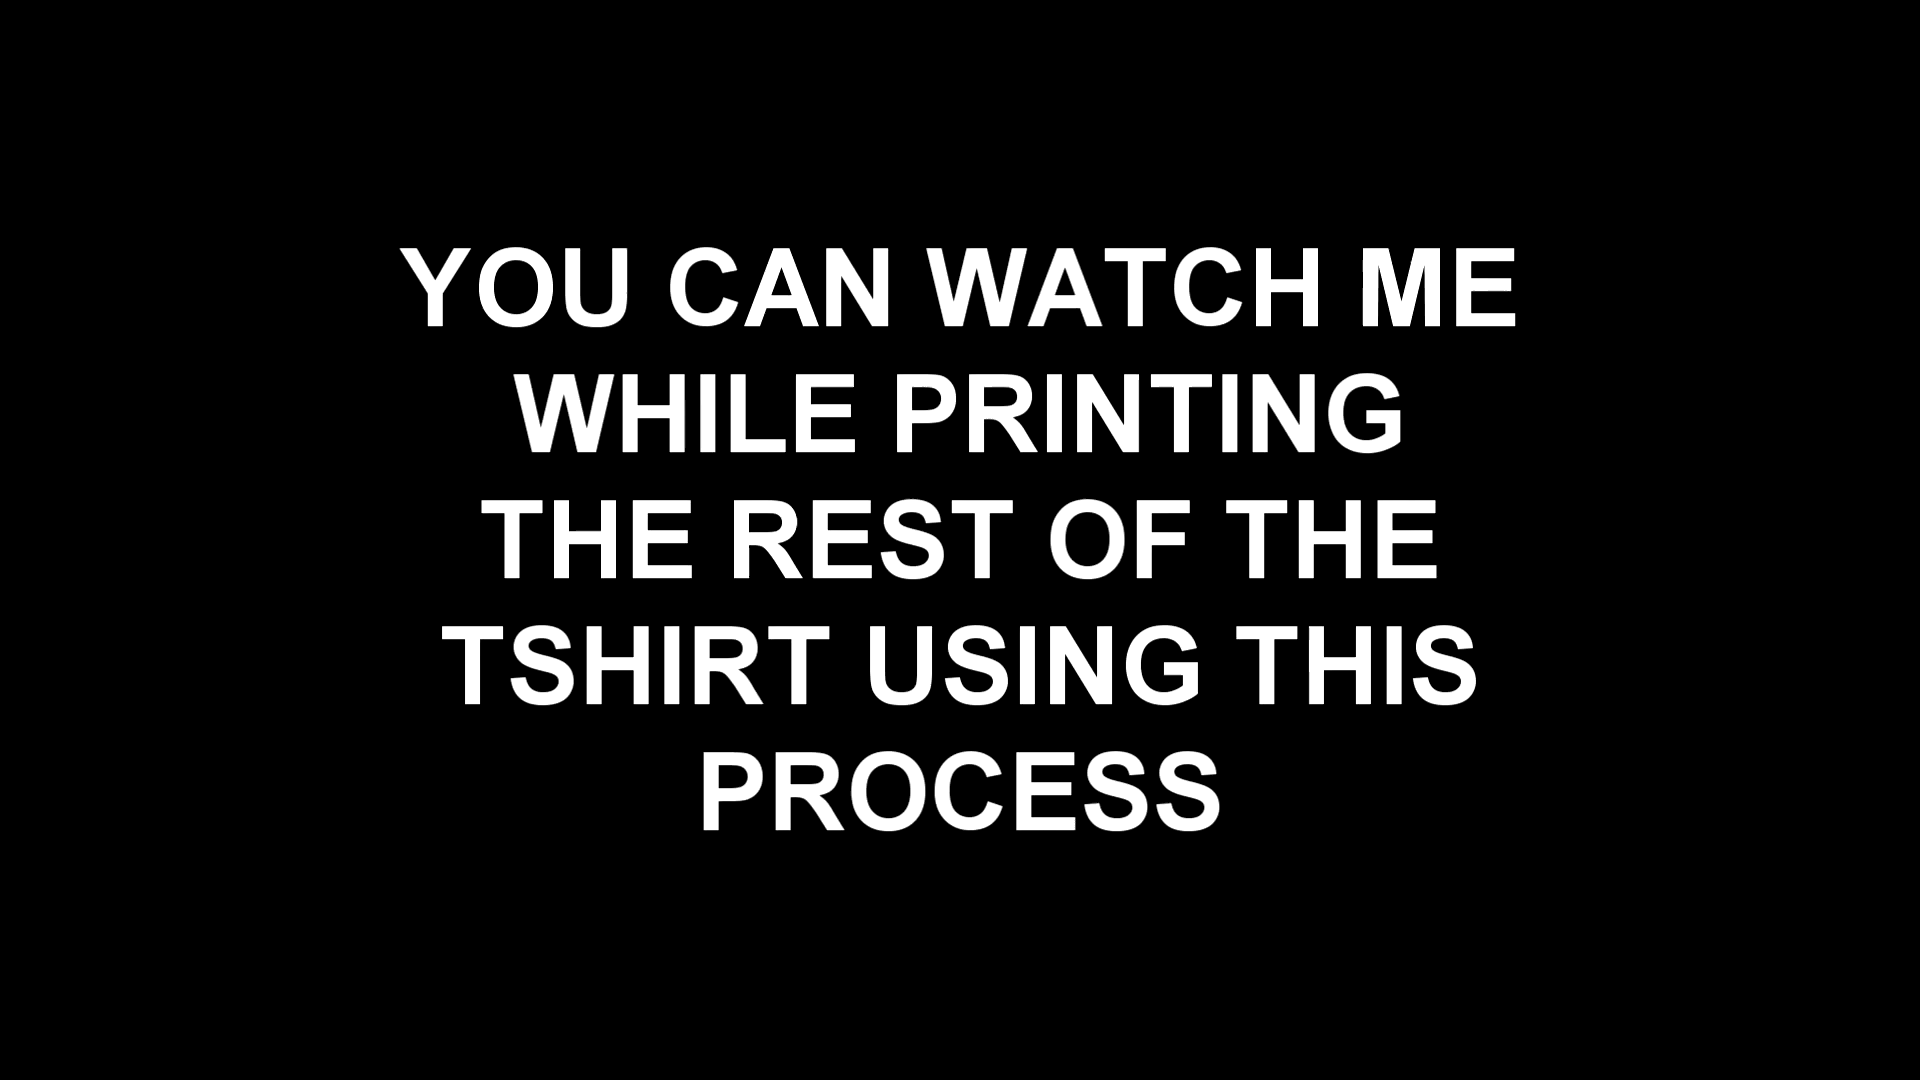 YOU CAN WATCH ME
WHILE PRINTING
THE REST OF THE
TSHIRT USING THIS
PROCESS